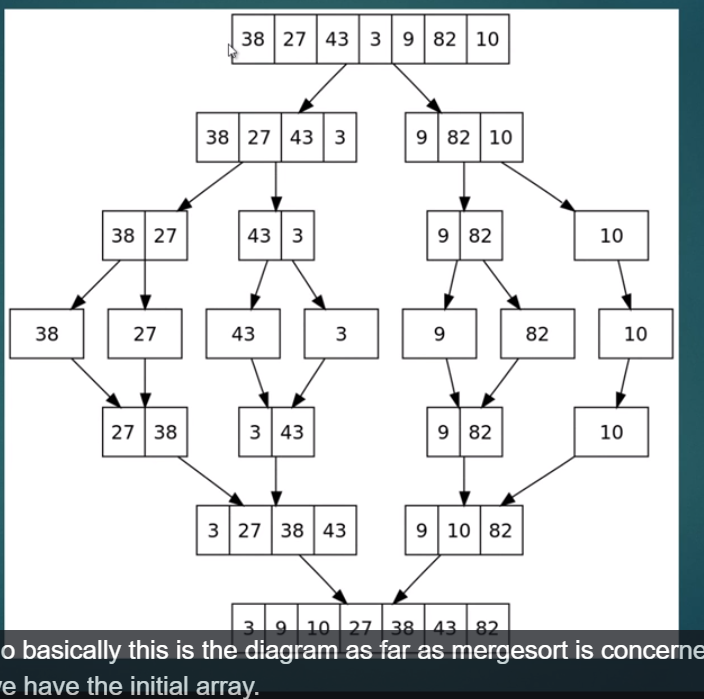 38 27 43 3 9 82 10
38 27 43 3 9 82 10
38 27 43 3 9 82 10
38 27 43 3 9 82 10
27 38 3 43 9 82 10
3 27 38 43 9 10 82
3 9 10 27 38 43 82
o basically this is the diagram as far as mergesort is concerne
e have the initial array.